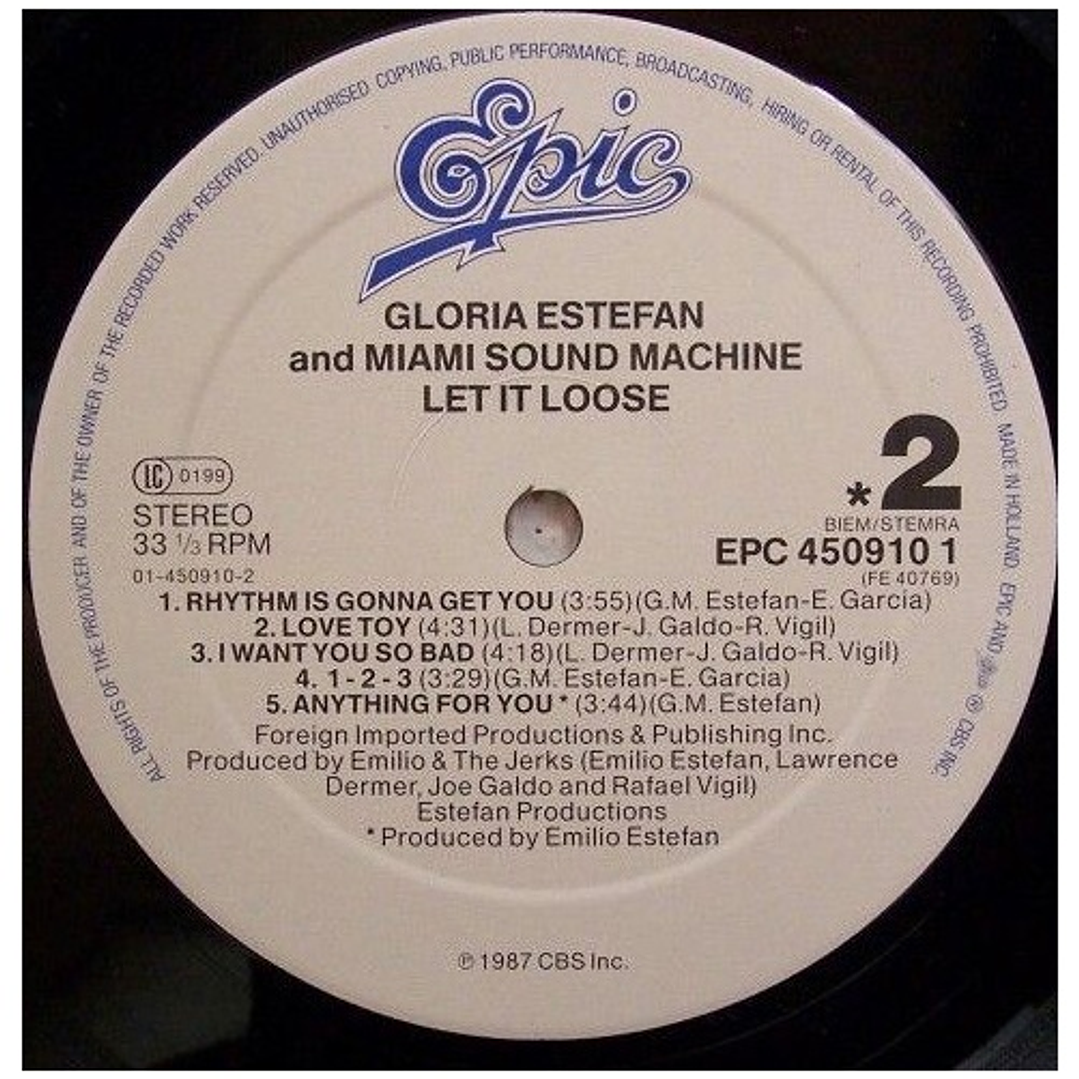 ALL RIGHTS OF THE PRODUCER AND OF THE OWNER OF THE RECORDED WORK RESERVED. UNAUTHORISED COPYING, PUBLIC PERFORMANCE, BROADCASTING, HIRING OR RENTAL OF THIS RECORDING PROHIBITED. MADE IN HOLLAND EPIC AND ℗ CBS INC.
Epic
GLORIA ESTEFAN
and MIAMI SOUND MACHINE
LET IT LOOSE
LC 0199
STEREO
33 1/3 RPM
01-450910-2
*2
BIEM/STEMRA
EPC 450910 1
(FE 40769)
1. RHYTHM IS GONNA GET YOU (3:55)(G.M. Estefan-E. Garcia)
2. LOVE TOY (4:31)(L. Dermer-J. Galdo-R. Vigil)
3. I WANT YOU SO BAD (4:18)(L. Dermer-J. Galdo-R. Vigil)
4. 1 - 2 - 3 (3:29)(G.M. Estefan-E. Garcia)
5. ANYTHING FOR YOU * (3:44)(G.M. Estefan)
Foreign Imported Productions & Publishing Inc.
Produced by Emilio & The Jerks (Emilio Estefan, Lawrence
Dermer, Joe Galdo and Rafael Vigil)
Estefan Productions
* Produced by Emilio Estefan
℗ 1987 CBS Inc.